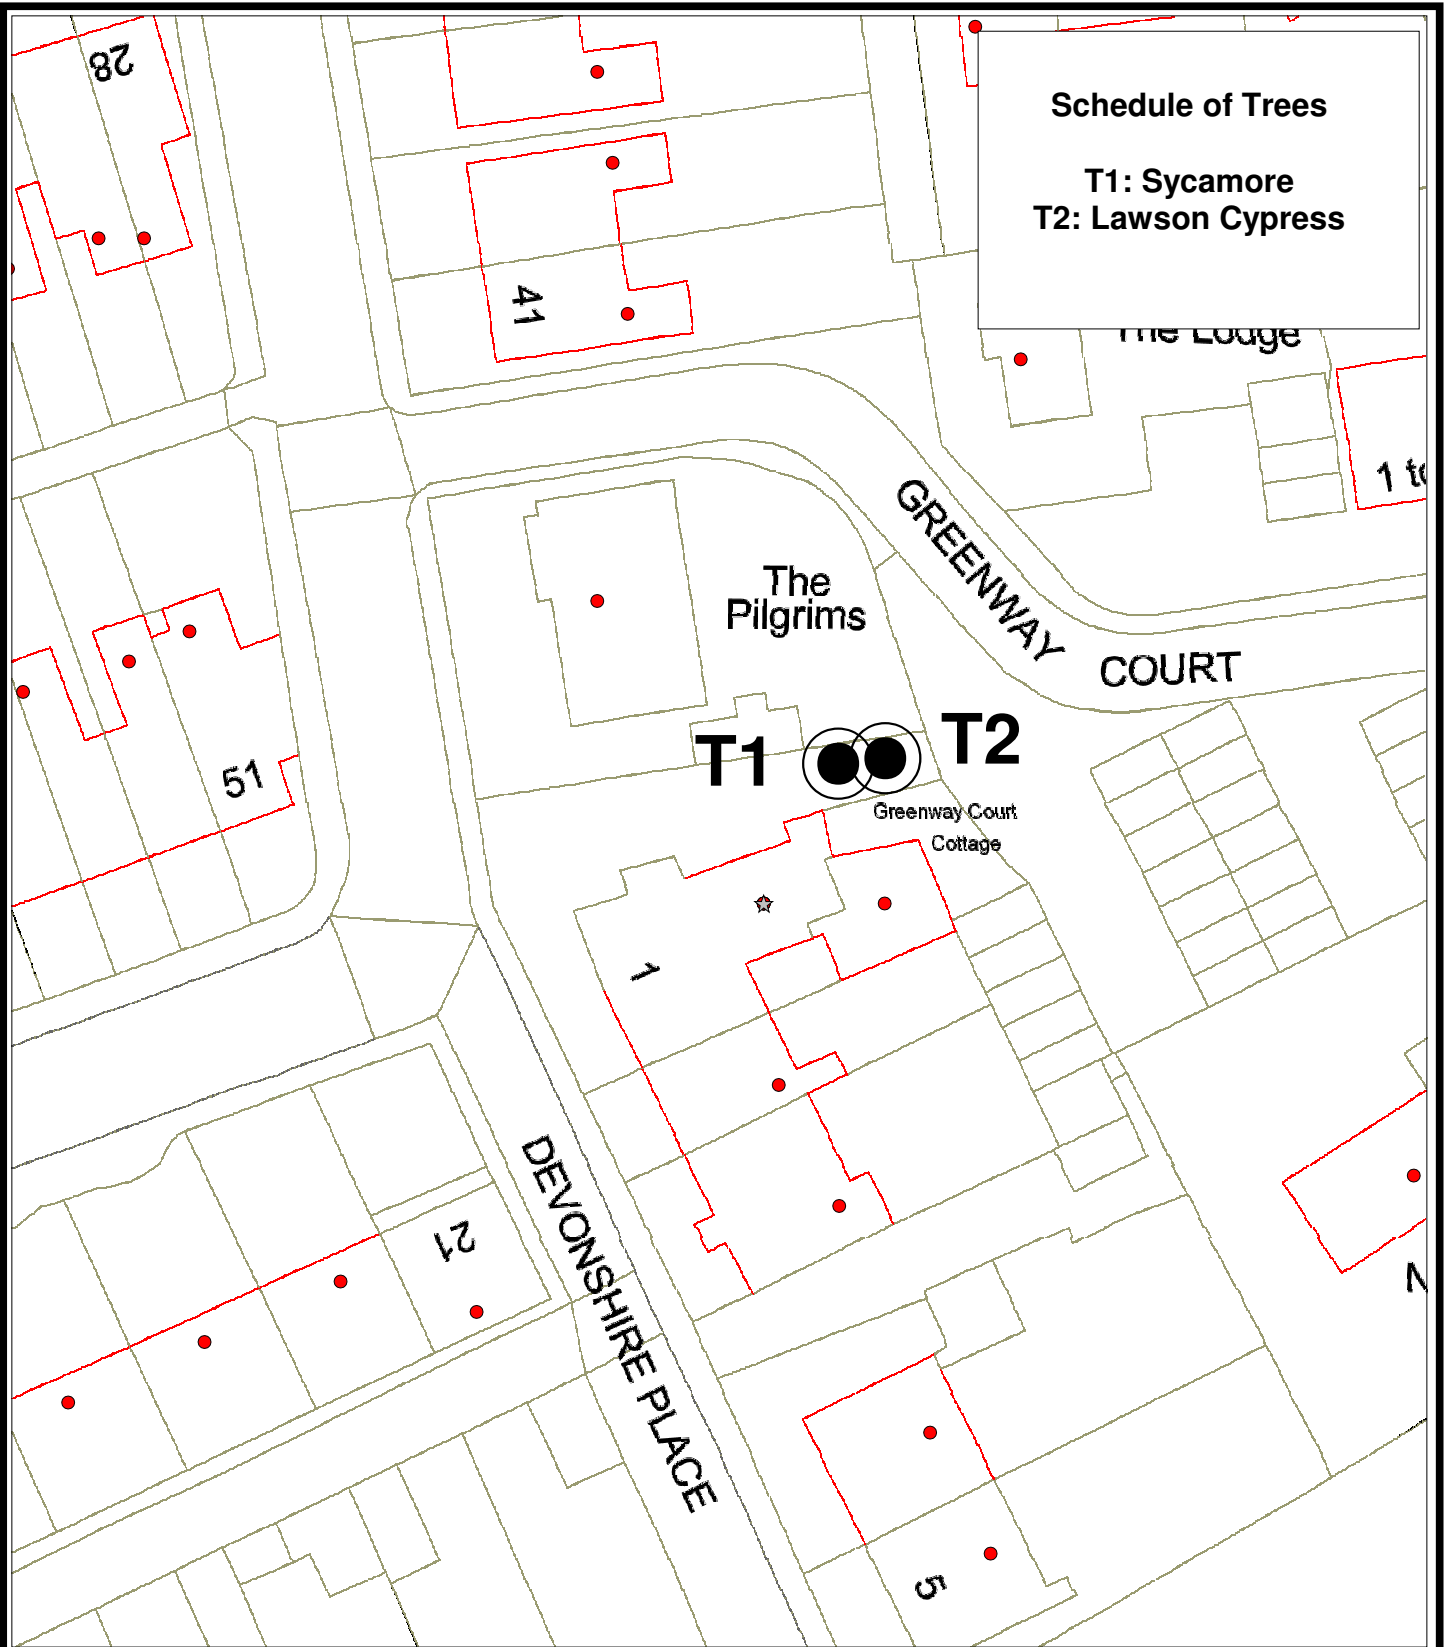 28
Schedule of Trees
T1: Sycamore
T2: Lawson Cypress
41
The Lodge
1 to
GREENWAY
COURT
The
Pilgrims
T1
T2
51
Greenway Court
Cottage
1
21
DEVONSHIRE PLACE
5